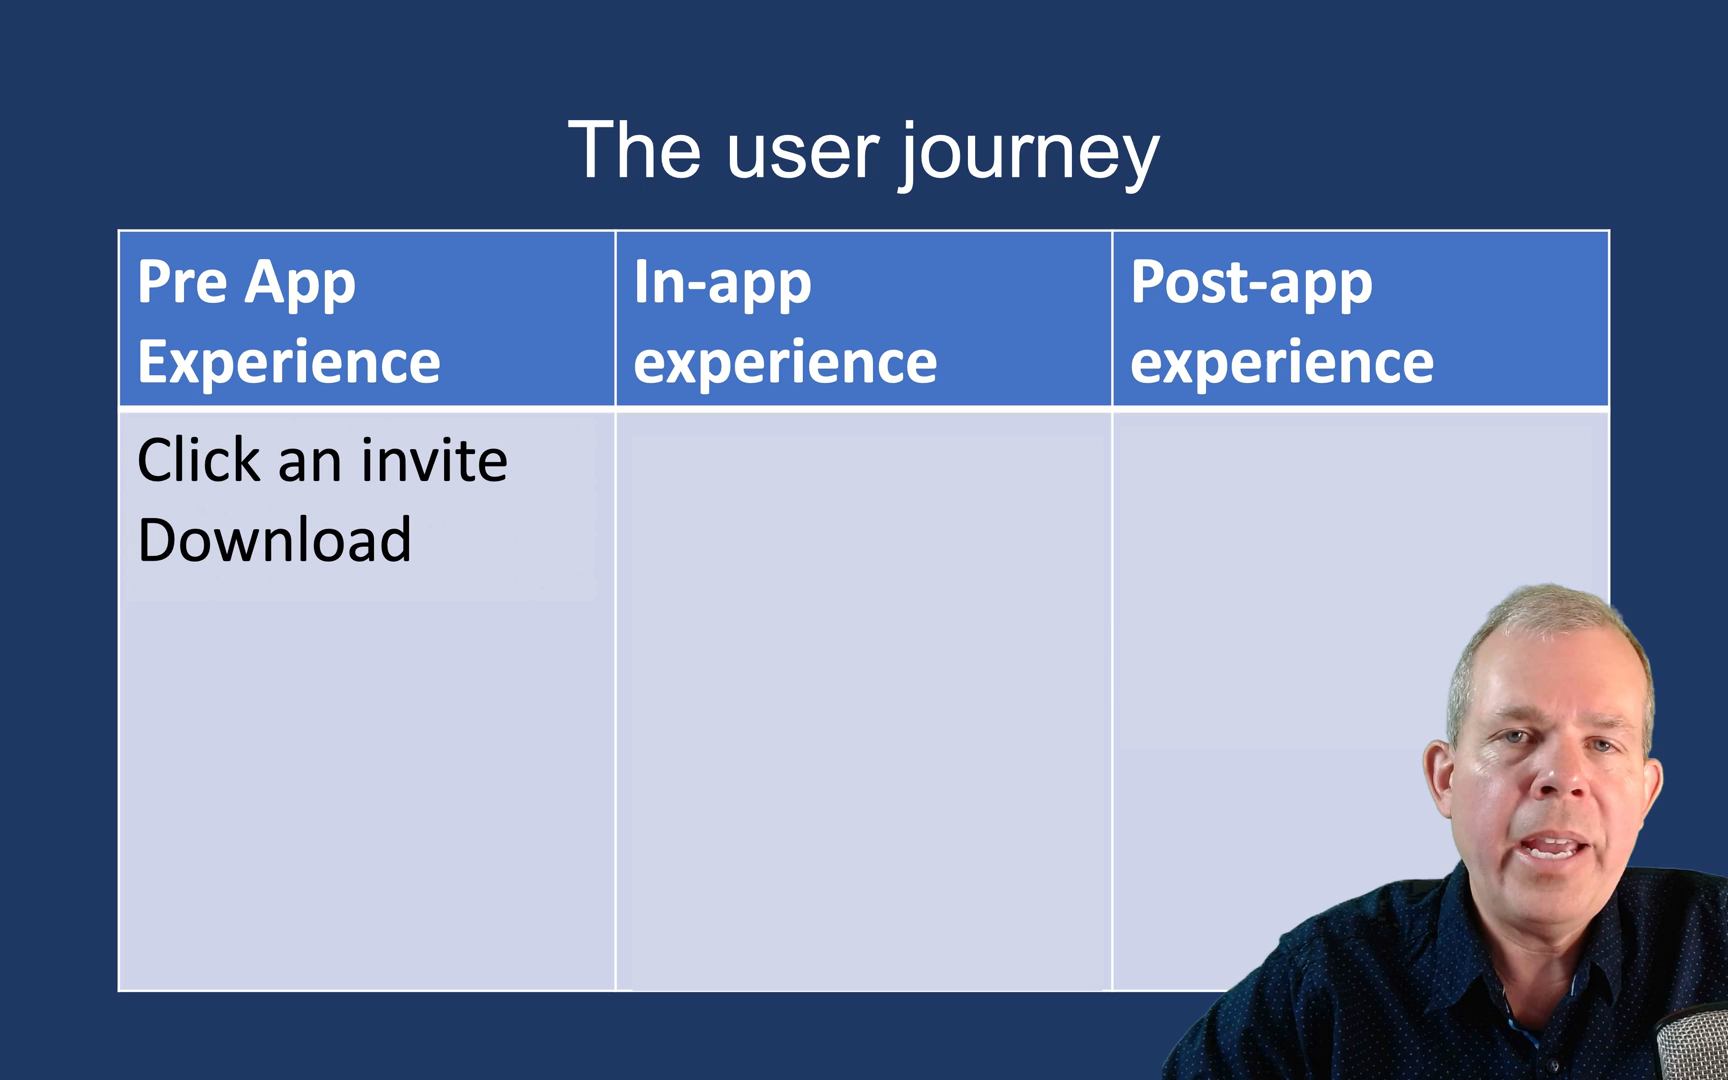 The user journey
Pre App
Experience
In-app
experience
Post-app
experience
Click an invite
Download